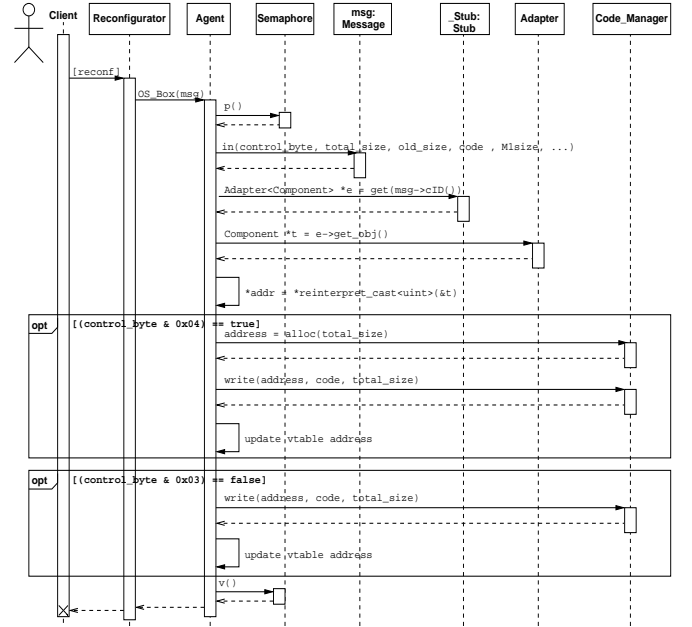 Client
Reconfigurator
Agent
Semaphore
msg:
Message
_Stub:
Stub
Adapter
Code_Manager
[reconf]
OS_Box(msg)
p()
in(control_byte, total_size, old_size, code , Mlsize, ...)
Adapter<Component> *e = get(msg->cID())
Component *t = e->get_obj()
*addr = *reinterpret_cast<uint>(&t)
opt
[(control_byte & 0x04) == true]
address = alloc(total_size)
write(address, code, total_size)
update vtable address
opt
[(control_byte & 0x03) == false]
write(address, code, total_size)
update vtable address
v()